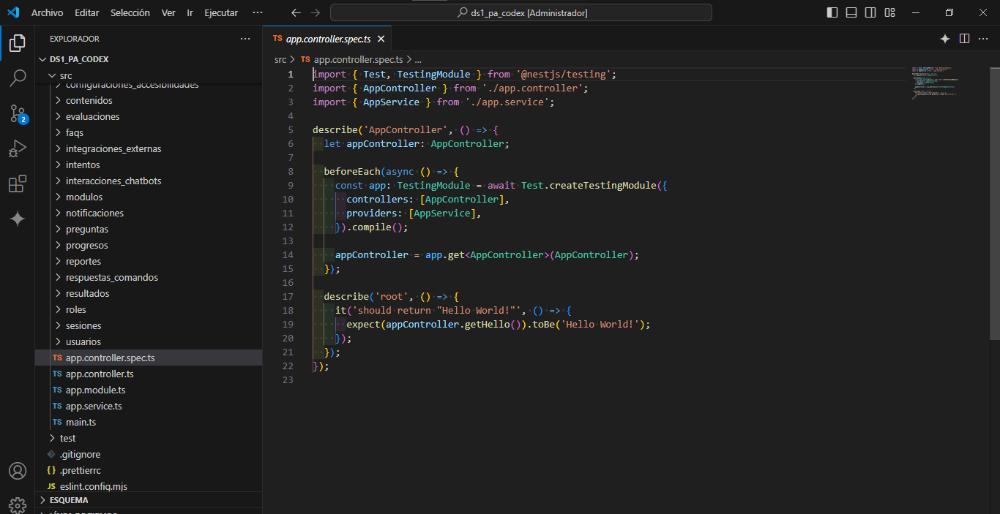 Archivo Editar Selección Ver Ir Ejecutar ···
ds1_pa_codex [Administrador]
EXPLORADOR ···
DS1_PA_CODEX
src
configuraciones_accesibilidades
contenidos
evaluaciones
faqs
integraciones_externas
intentos
interacciones_chatbots
modulos
notificaciones
preguntas
progresos
reportes
respuestas_comandos
resultados
roles
sesiones
usuarios
TS app.controller.spec.ts
TS app.controller.ts
TS app.module.ts
TS app.service.ts
TS main.ts
test
.gitignore
{} .prettierrc
JS eslint.config.mjs
ESQUEMA
2
TS app.controller.spec.ts
src > TS app.controller.spec.ts > ...
1 import { Test, TestingModule } from '@nestjs/testing';
2 import { AppController } from './app.controller';
3 import { AppService } from './app.service';
4
5 describe('AppController', () => {
6 let appController: AppController;
7
8 beforeEach(async () => {
9 const app: TestingModule = await Test.createTestingModule({
10 controllers: [AppController],
11 providers: [AppService],
12 }).compile();
13
14 appController = app.get<AppController>(AppController);
15 });
16
17 describe('root', () => {
18 it('should return "Hello World!"', () => {
19 expect(appController.getHello()).toBe('Hello World!');
20 });
21 });
22 });
23